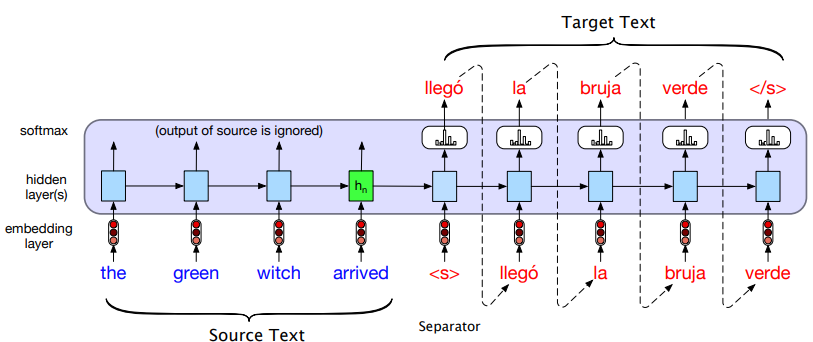 Target Text
llegó la bruja verde </s>
softmax
(output of source is ignored)
hidden
layer(s)
hn
embedding
layer
the green witch arrived <s> llegó la bruja verde
Separator
Source Text